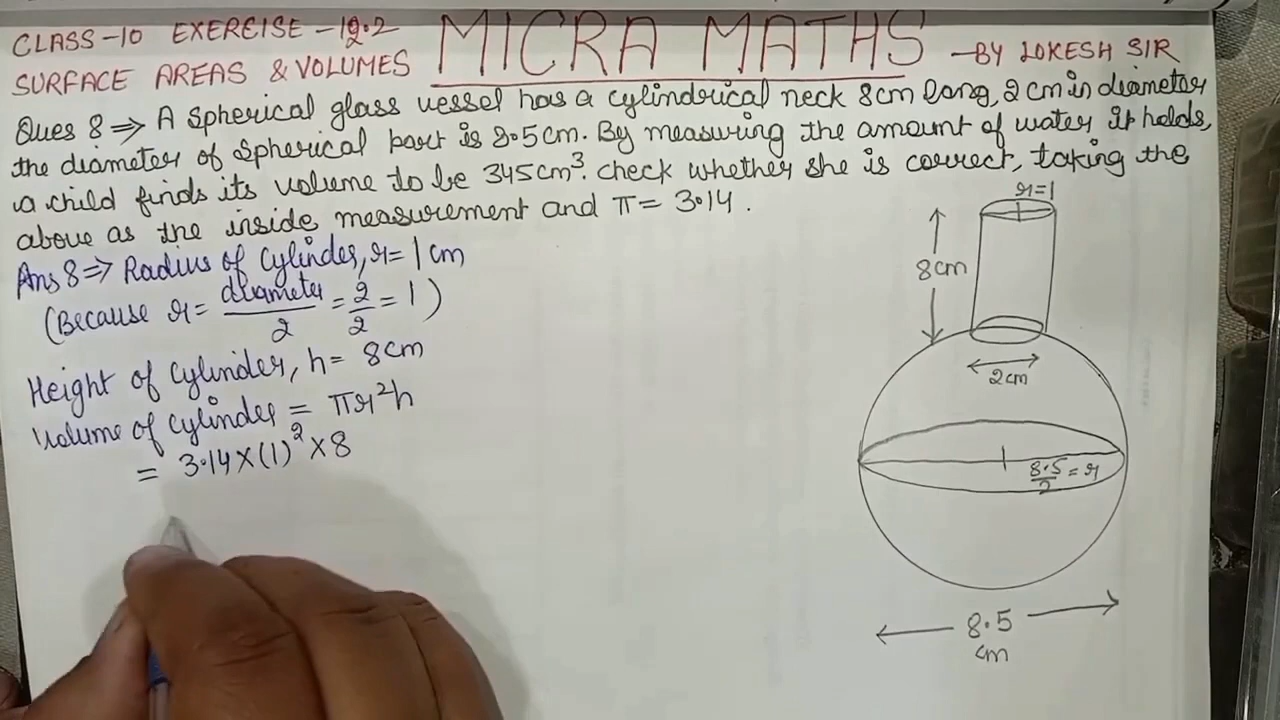 CLASS-10 EXERCISE-12.2
MICRA MATHS
-BY LOKESH SIR
SURFACE AREAS & VOLUMES
Ques 8 ⇒ A Spherical glass vessel has a cylindrical neck 8cm long, 2 cm in diameter
the diameter of spherical part is 8.5cm. By measuring the amount of water it holds,
a child finds its volume to be 345cm³. check whether she is correct, taking the
above as the inside measurement and π = 3.14.
Ans 8 ⇒ Radius of cylinder, r = 1 cm
(Because r = diameter/2 = 2/2 = 1)
Height of cylinder, h = 8cm
Volume of cylinder = πr²h
= 3.14 × (1)² × 8
r=1
8cm
2cm
8.5/2 = r
8.5
cm